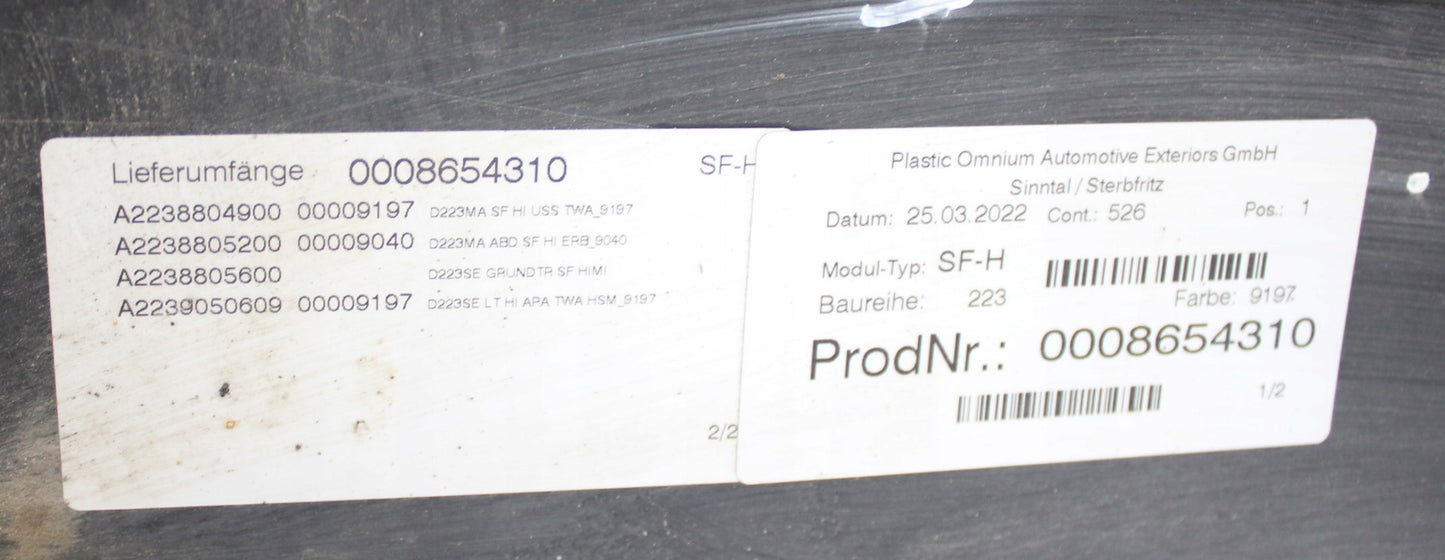 Lieferumfänge 0008654310 SF-H
A2238804900 00009197 D223MA SF HI USS TWA_9197
A2238805200 00009040 D223MA ABD SF HI ERB_9040
A2238805600 D223SE GRUNDTR SF HIMI
A2239050609 00009197 D223SE LT HI APA TWA HSM_9197
2/2
Plastic Omnium Automotive Exteriors GmbH
Sinntal / Sterbfritz
Datum: 25.03.2022 Cont.: 526 Pos.: 1
Modul-Typ: SF-H
Baureihe: 223 Farbe: 9197
ProdNr.: 0008654310
1/2